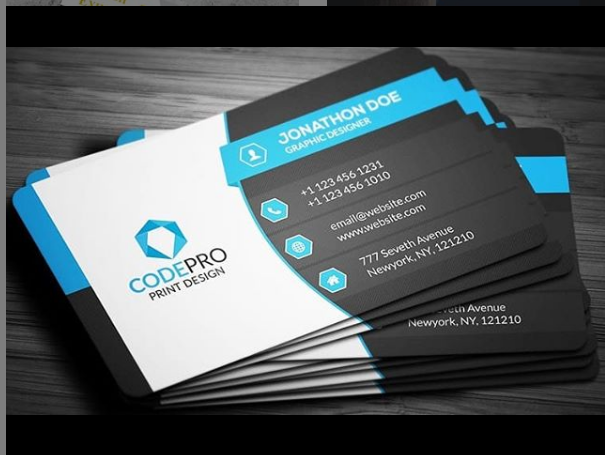 CODEPRO
PRINT DESIGN
JONATHON DOE
GRAPHIC DESIGNER
+1 123 456 1231
+1 123 456 1010
email@website.com
www.website.com
777 Seveth Avenue
Newyork, NY, 121210
Avenue
Newyork, NY, 121210